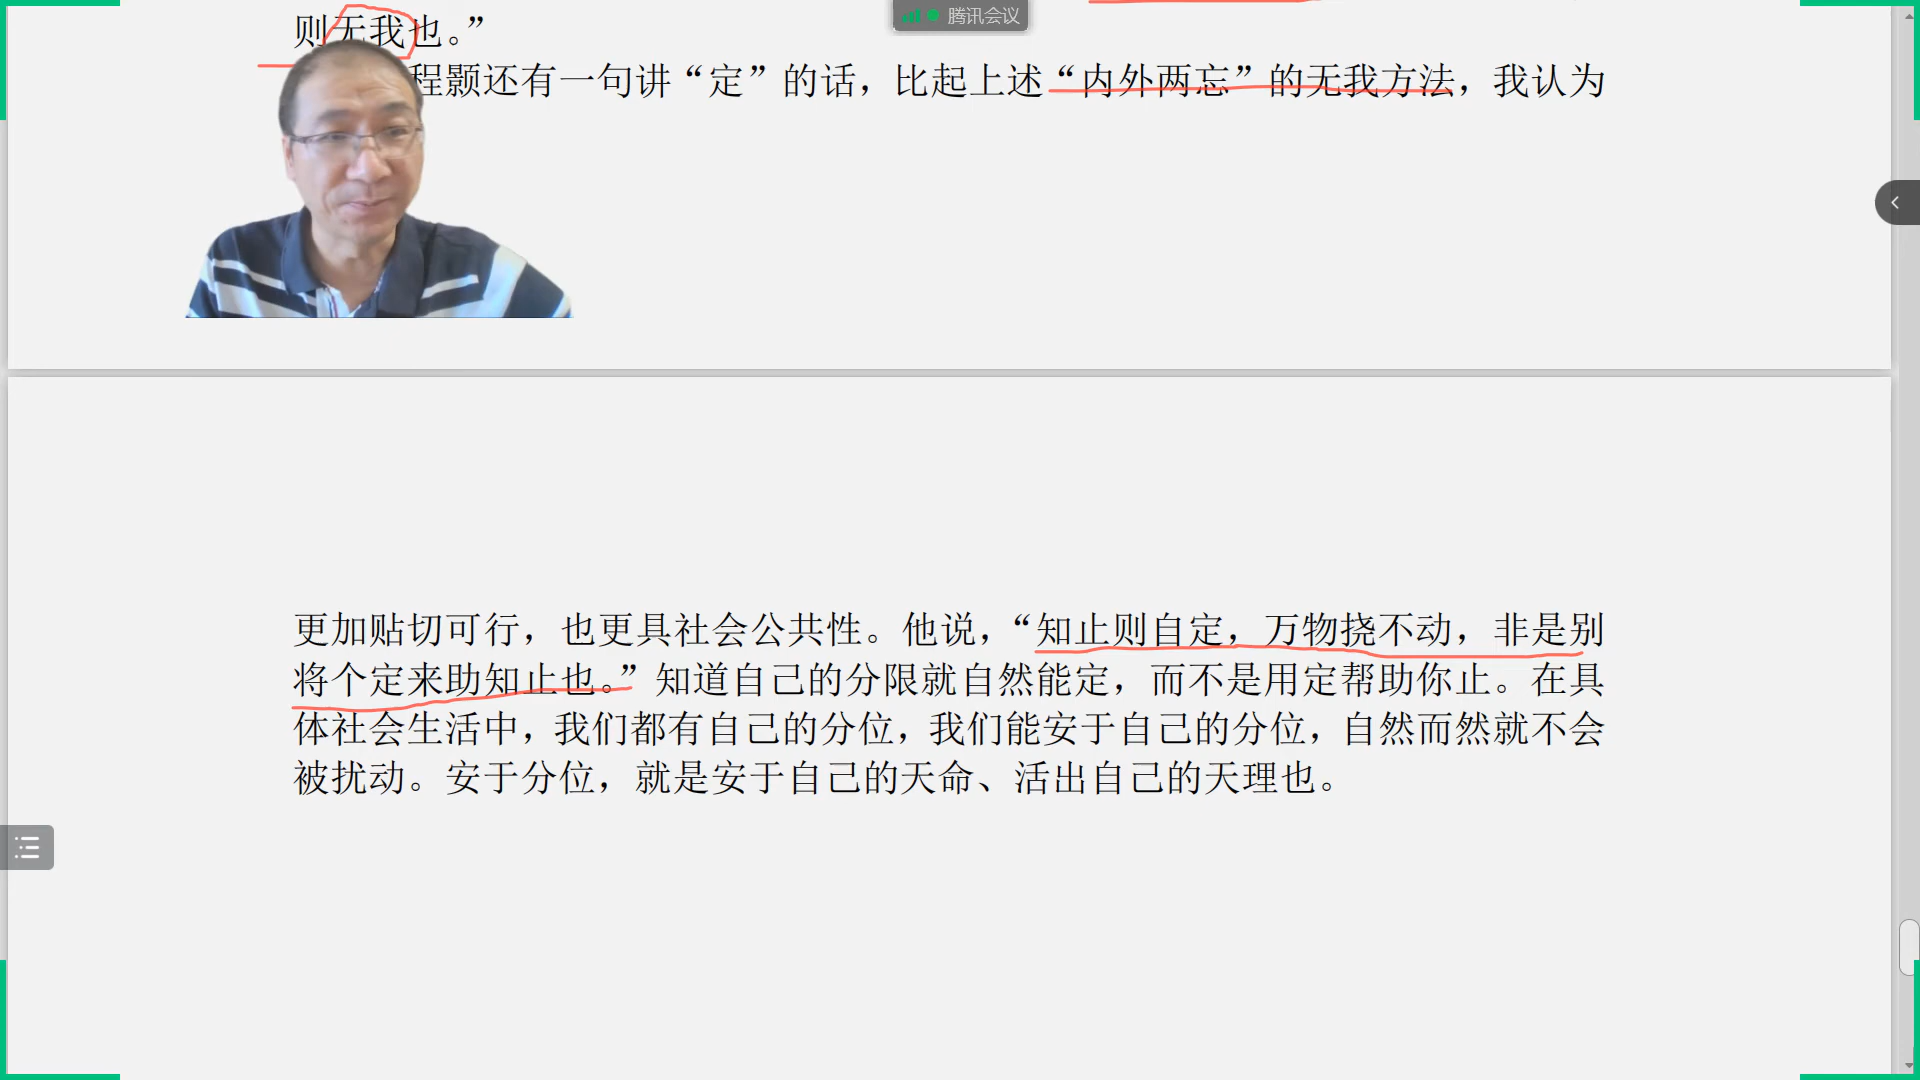 腾讯会议
则无我也。”
程颢还有一句讲“定”的话，比起上述“内外两忘”的无我方法，我认为
更加贴切可行，也更具社会公共性。他说，“知止则自定，万物挠不动，非是别
将个定来助知止也。”知道自己的分限就自然能定，而不是用定帮助你止。在具
体社会生活中，我们都有自己的分位，我们能安于自己的分位，自然而然就不会
被扰动。安于分位，就是安于自己的天命、活出自己的天理也。